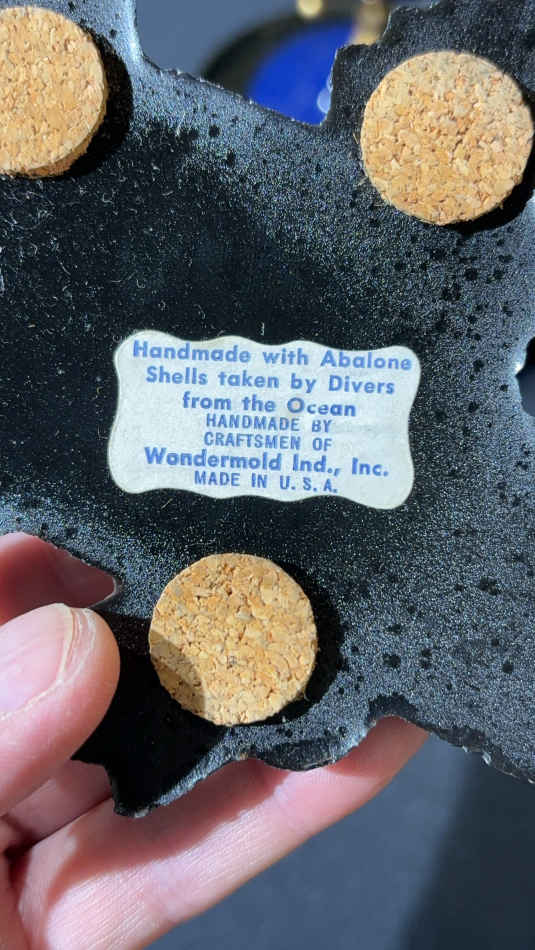 Handmade with Abalone
Shells taken by Divers
from the Ocean
HANDMADE BY
CRAFTSMEN OF
Wondermold Ind., Inc.
MADE IN U. S. A.